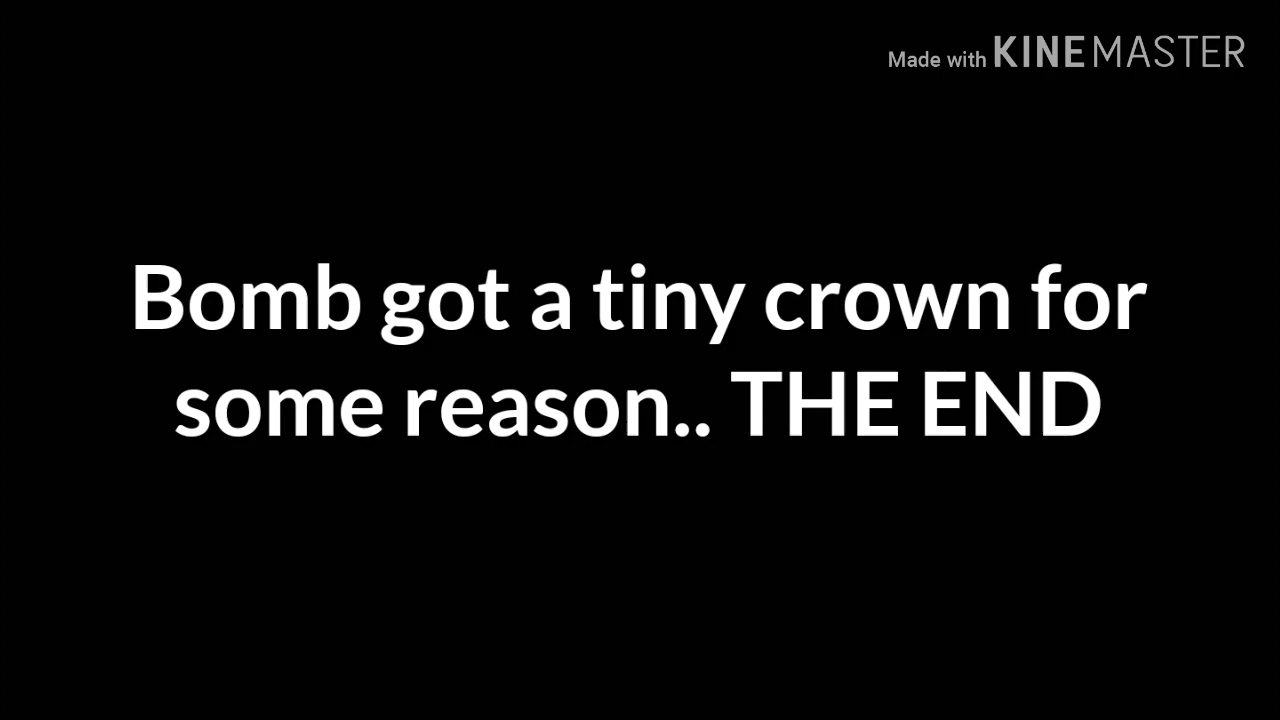 Made with KINEMASTER
Bomb got a tiny crown for
some reason.. THE END